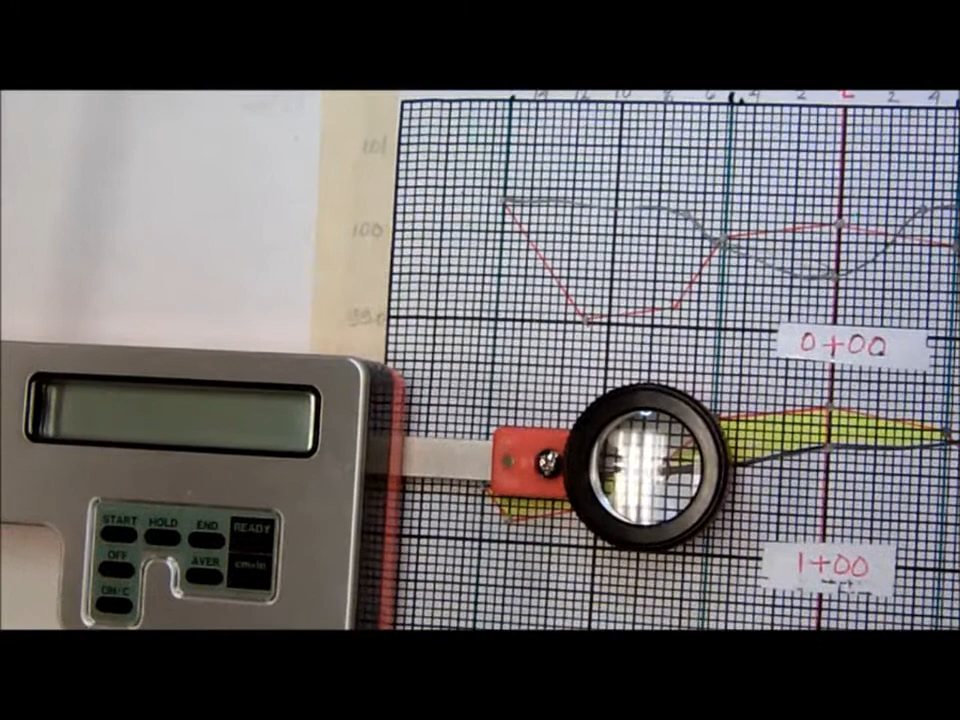 14 12 10 8 6 4 2 L 2 4
101
100
99.0
0+00
START HOLD END READY
OFF AVER cm•in
ON/C
1+00